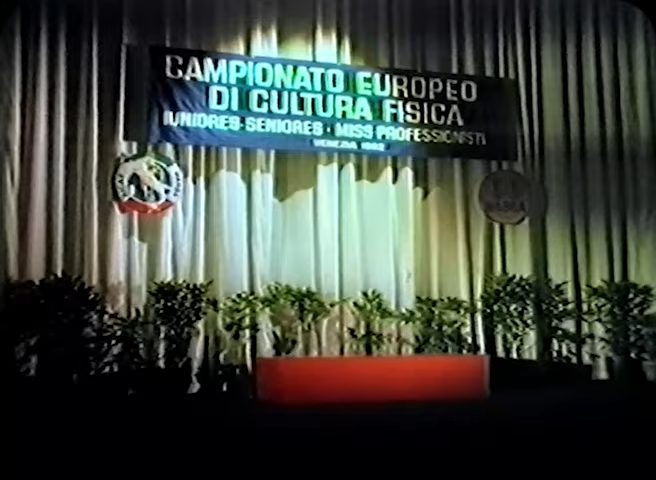 CAMPIONATO EUROPEO
DI CULTURA FISICA
JUNIORES·SENIORES·MISS PROFESSIONISTI
VENEZIA